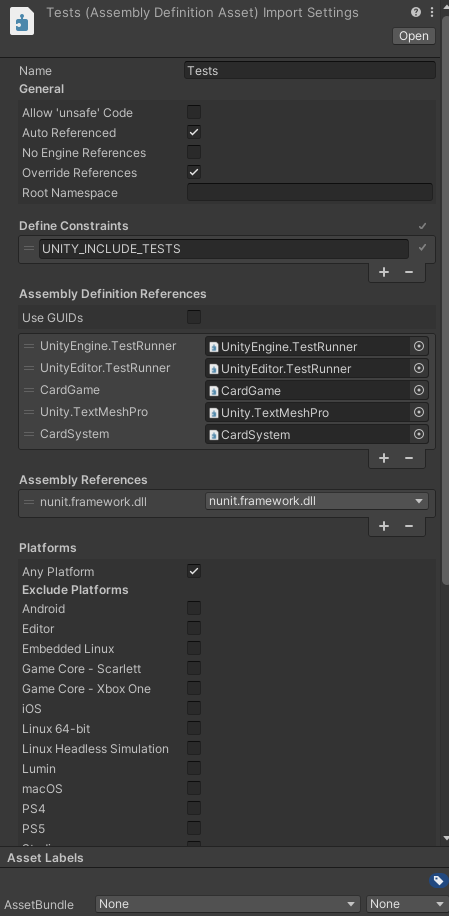 Tests (Assembly Definition Asset) Import Settings
Open
Name Tests
General
Allow 'unsafe' Code
Auto Referenced
No Engine References
Override References
Root Namespace
Define Constraints
UNITY_INCLUDE_TESTS
Assembly Definition References
Use GUIDs
UnityEngine.TestRunner UnityEngine.TestRunner
UnityEditor.TestRunner UnityEditor.TestRunner
CardGame CardGame
Unity.TextMeshPro Unity.TextMeshPro
CardSystem CardSystem
Assembly References
nunit.framework.dll nunit.framework.dll
Platforms
Any Platform
Exclude Platforms
Android
Editor
Embedded Linux
Game Core - Scarlett
Game Core - Xbox One
iOS
Linux 64-bit
Linux Headless Simulation
Lumin
macOS
PS4
PS5
Asset Labels
AssetBundle None None